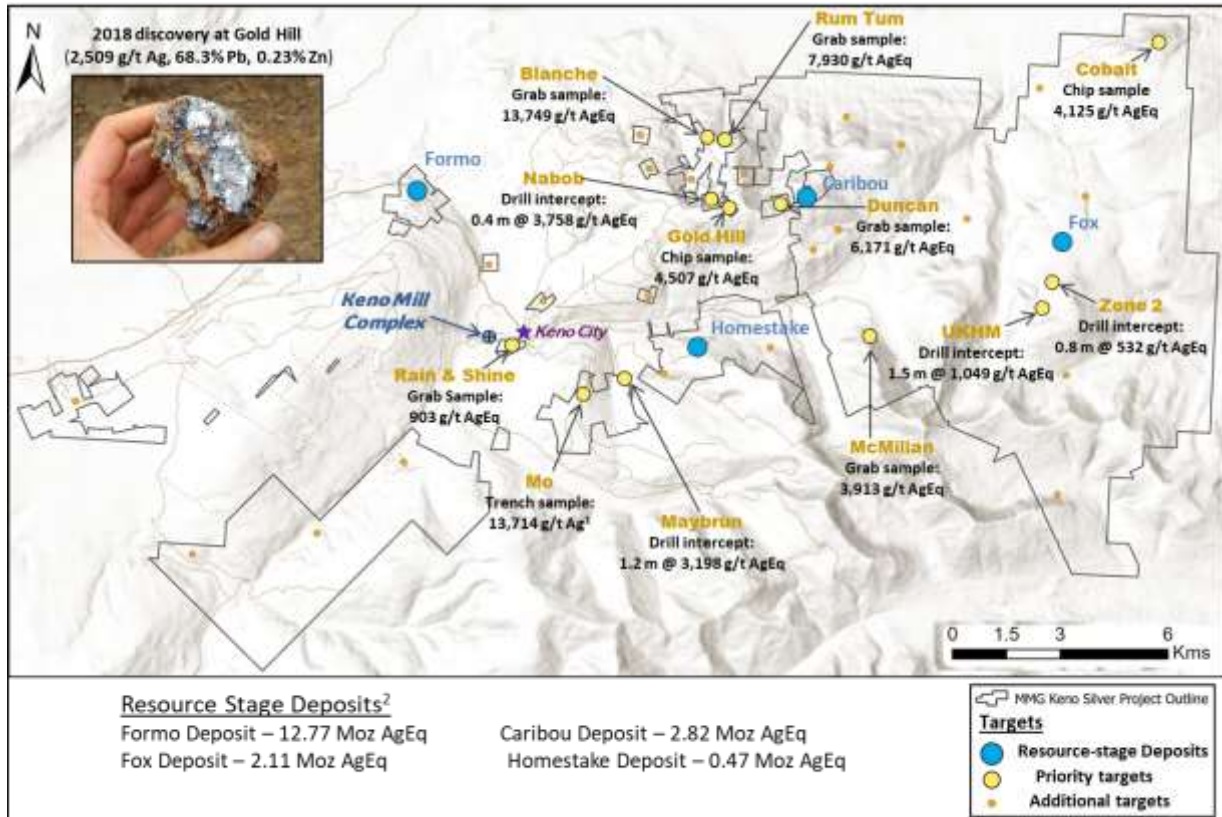 N
2018 discovery at Gold Hill
(2,509 g/t Ag, 68.3% Pb, 0.23% Zn)
Rum Tum
Grab sample:
7,930 g/t AgEq
Blanche
Grab sample:
13,749 g/t AgEq
Cobalt
Chip sample
4,125 g/t AgEq
Formo
Nabob
Drill intercept:
0.4 m @ 3,758 g/t AgEq
Caribou
Duncan
Grab sample:
6,171 g/t AgEq
Gold Hill
Chip sample:
4,507 g/t AgEq
Fox
Keno Mill
Complex
Keno City
Homestake
Zone 2
Drill intercept:
0.8 m @ 532 g/t AgEq
UKHM
Drill intercept:
1.5 m @ 1,049 g/t AgEq
Rain & Shine
Grab Sample:
903 g/t AgEq
McMillan
Grab sample:
3,913 g/t AgEq
Mo
Trench sample:
13,714 g/t Ag¹
Maybrun
Drill intercept:
1.2 m @ 3,198 g/t AgEq
0 1.5 3 6
Kms
Resource Stage Deposits²
Formo Deposit – 12.77 Moz AgEq
Caribou Deposit – 2.82 Moz AgEq
Fox Deposit – 2.11 Moz AgEq
Homestake Deposit – 0.47 Moz AgEq
MMG Keno Silver Project Outline
Targets
Resource-stage Deposits
Priority targets
Additional targets